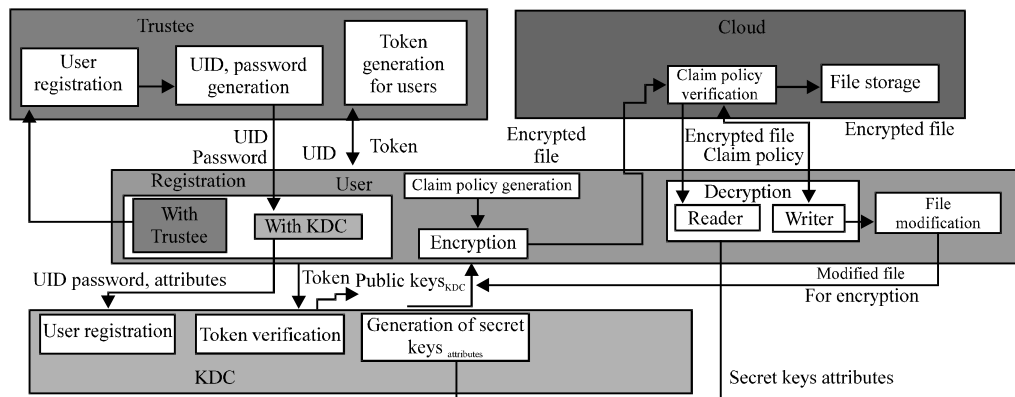 Trustee
User
registration
UID, password
generation
Token
generation
for users
Cloud
Claim policy
verification
File storage
UID
Password
UID
Token
Encrypted
file
Encrypted file
Claim policy
Encrypted file
Registration
User
With
Trustee
With KDC
Claim policy generation
Encryption
Decryption
Reader
Writer
File
modification
UID password, attributes
Token
Public keysKDC
Modified file
For encryption
User registration
Token verification
Generation of secret
keys attributes
KDC
Secret keys attributes